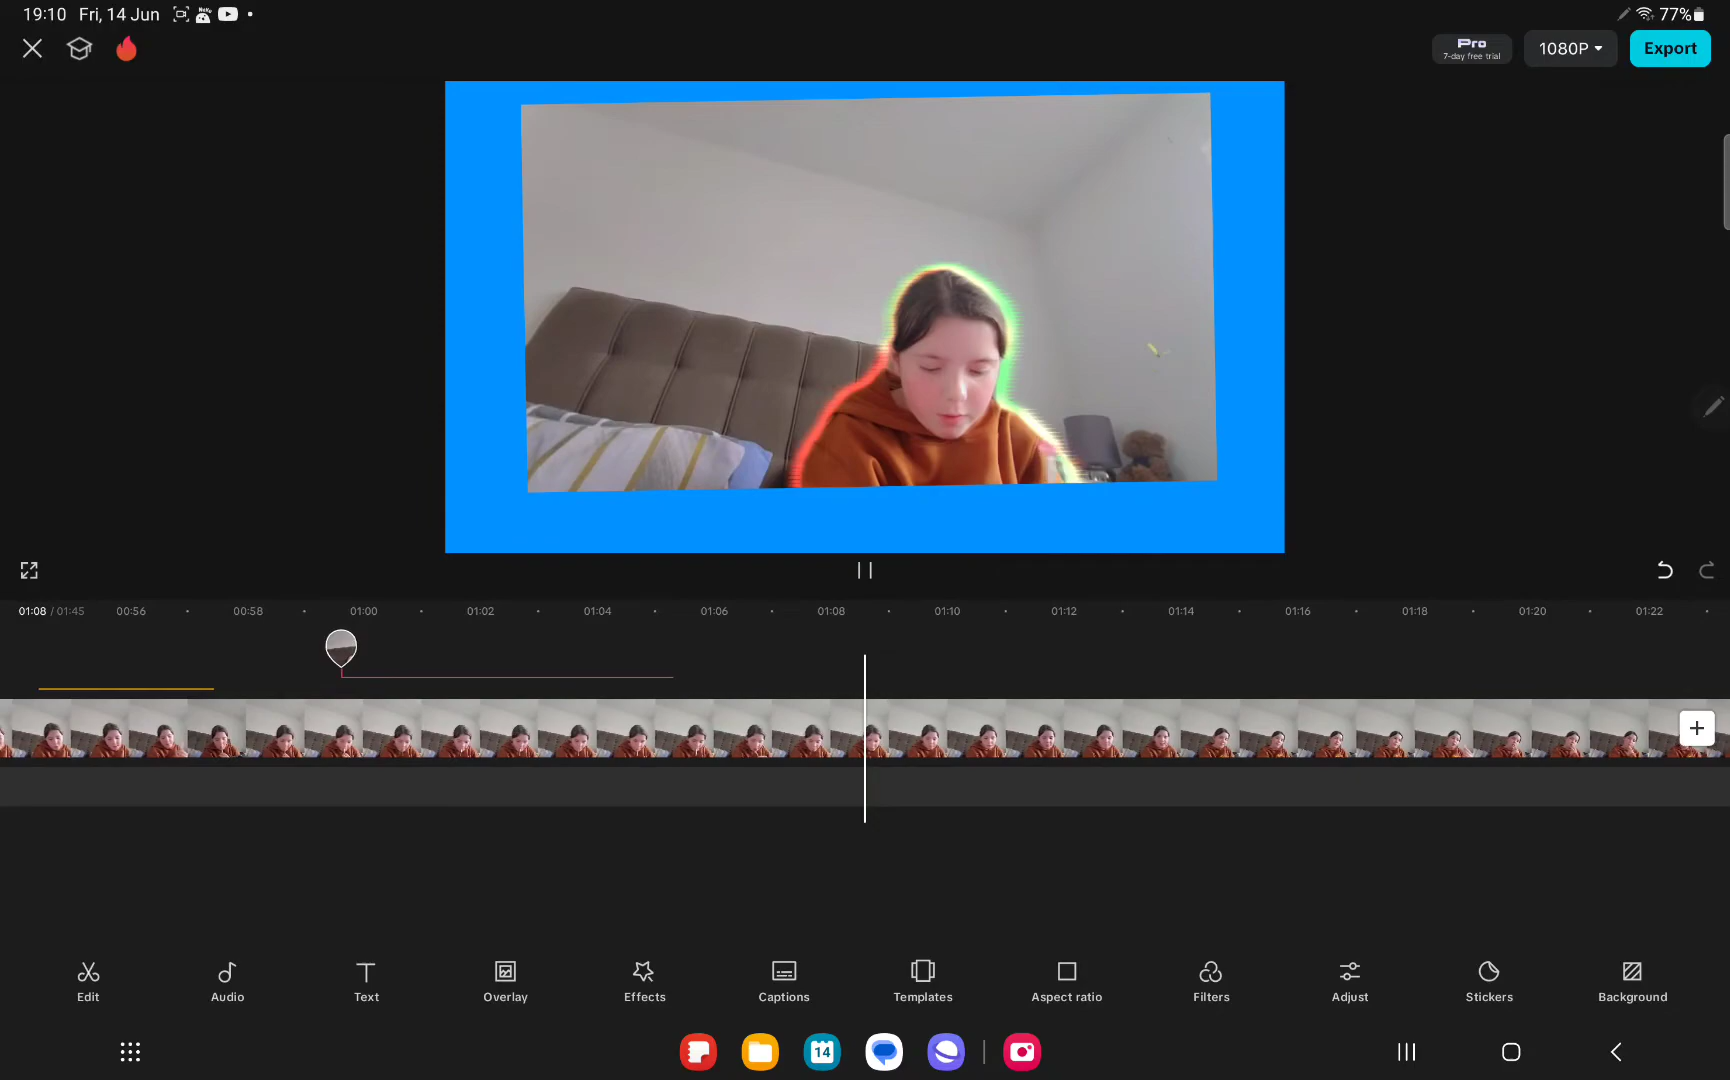 19:10 Fri, 14 Jun
77%
Pro
7-day free trial
1080P
Export
01:08 / 01:45
00:56
00:58
01:00
01:02
01:04
01:06
01:08
01:10
01:12
01:14
01:16
01:18
01:20
01:22
Edit
Audio
Text
Overlay
Effects
Captions
Templates
Aspect ratio
Filters
Adjust
Stickers
Background
14